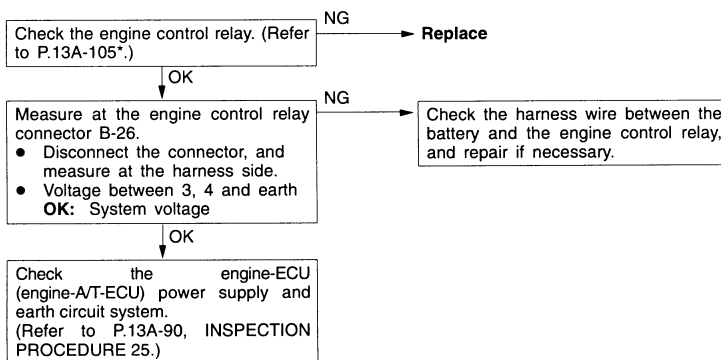 Check the engine control relay. (Refer
to P.13A-105*.)
NG
Replace
OK
Measure at the engine control relay
connector B-26.
● Disconnect the connector, and
measure at the harness side.
● Voltage between 3, 4 and earth
OK: System voltage
NG
Check the harness wire between the
battery and the engine control relay,
and repair if necessary.
OK
Check the engine-ECU
(engine-A/T-ECU) power supply and
earth circuit system.
(Refer to P.13A-90, INSPECTION
PROCEDURE 25.)